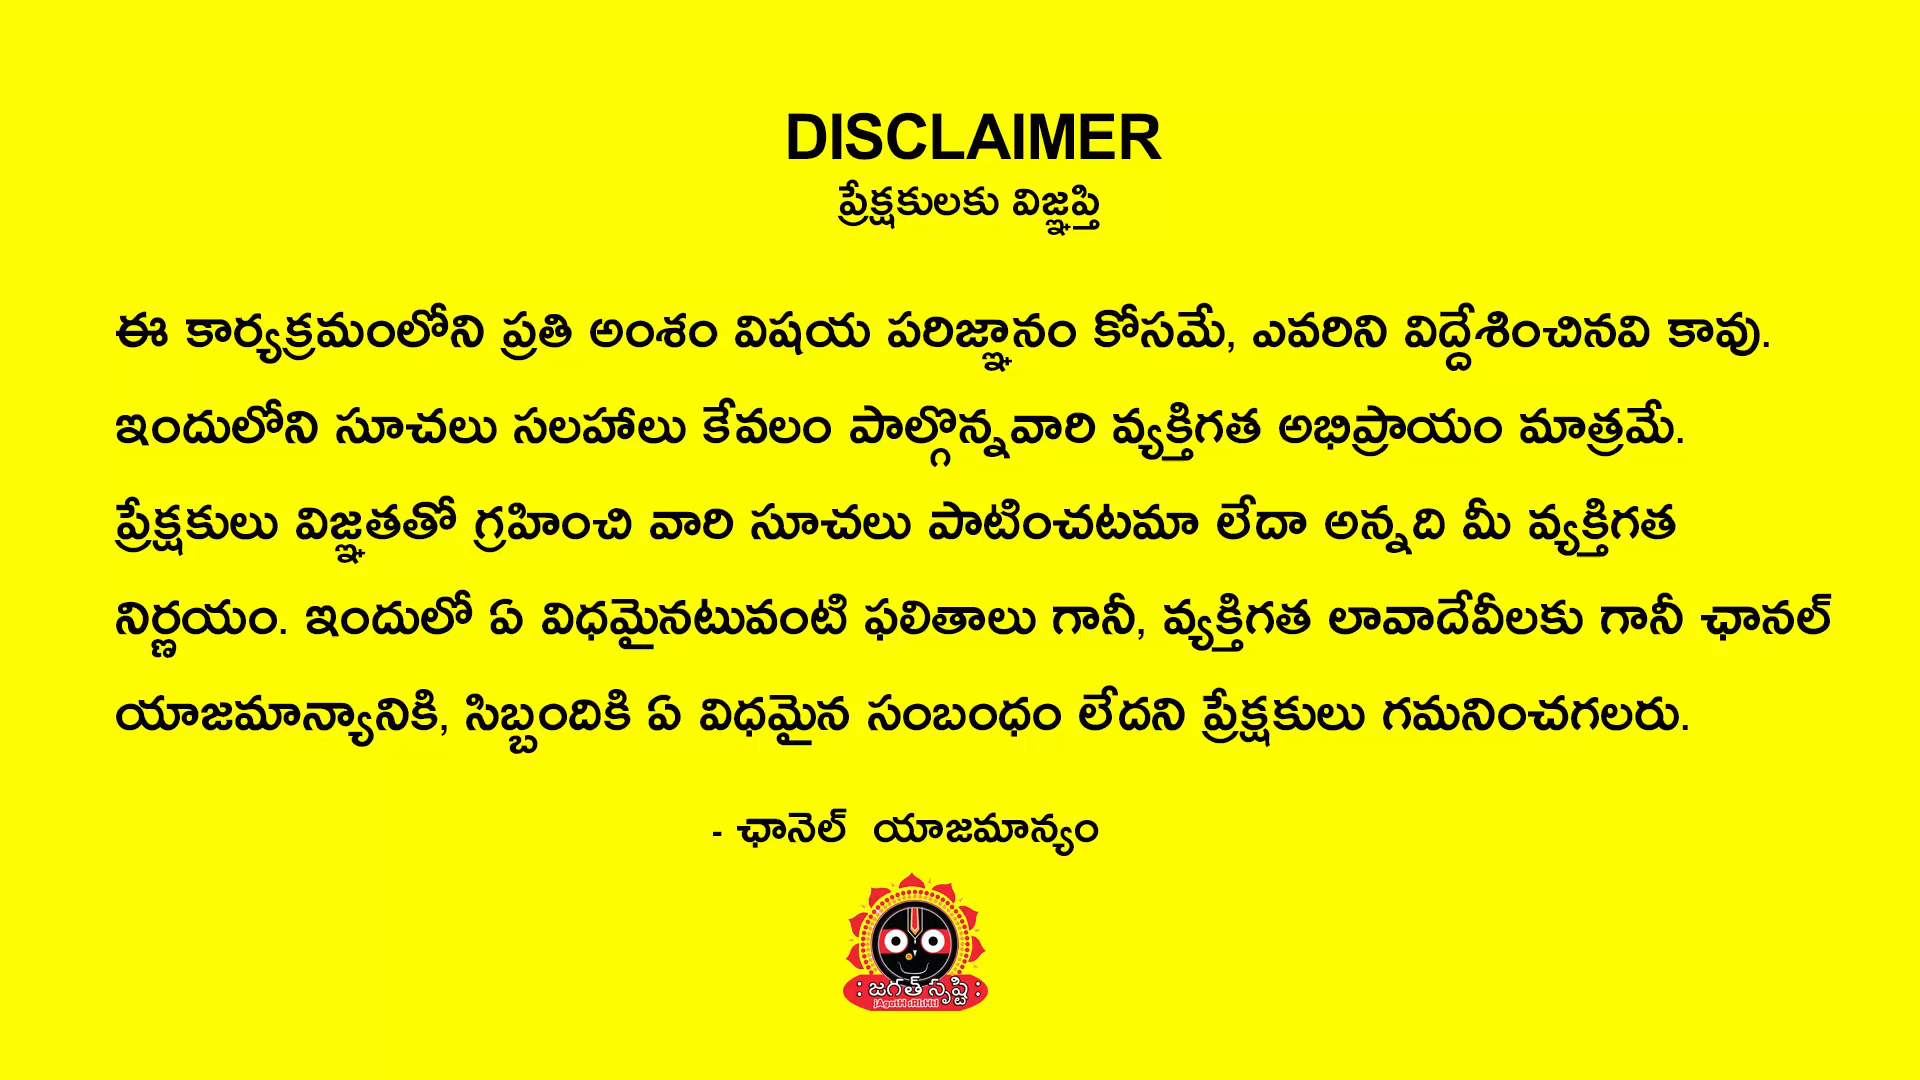 DISCLAIMER
ప్రేక్షకులకు విజ్ఞప్తి
ఈ కార్యక్రమంలోని ప్రతి అంశం విషయ పరిజ్ఞానం కోసమే, ఎవరిని విద్దేశించినవి కావు.
ఇందులోని సూచలు సలహాలు కేవలం పాల్గొన్నవారి వ్యక్తిగత అభిప్రాయం మాత్రమే.
ప్రేక్షకులు విజ్ఞతతో గ్రహించి వారి సూచలు పాటించటమా లేదా అన్నది మీ వ్యక్తిగత
నిర్ణయం. ఇందులో ఏ విధమైనటువంటి ఫలితాలు గానీ, వ్యక్తిగత లావాదేవీలకు గానీ ఛానల్
యాజమాన్యానికి, సిబ్బందికి ఏ విధమైన సంబంధం లేదని ప్రేక్షకులు గమనించగలరు.
- ఛానెల్ యాజమాన్యం
: జగత్ సృష్టి :
jAgatH sRIsHtI